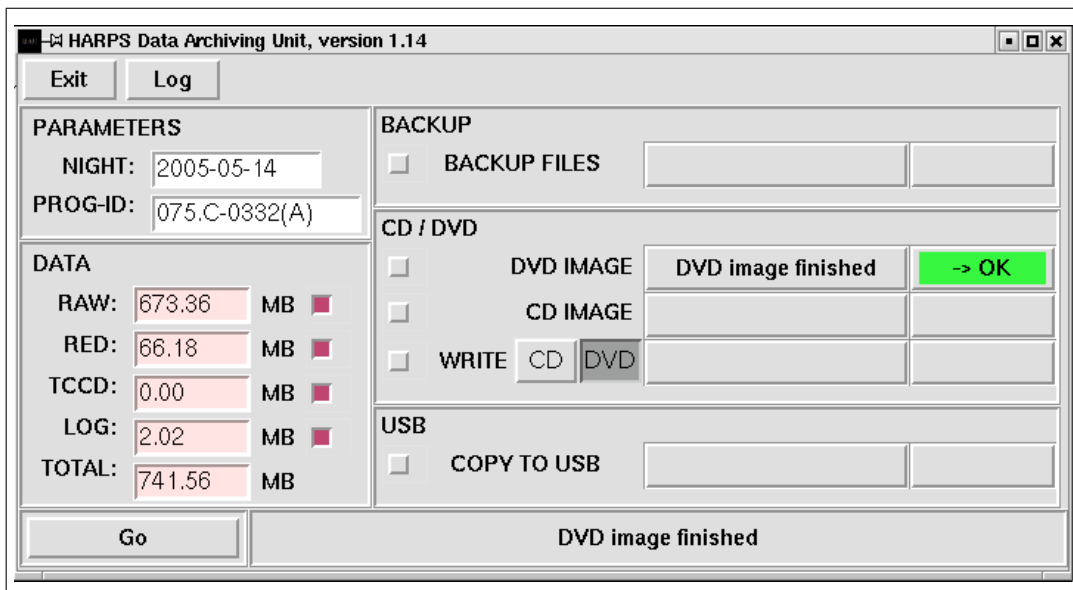 HARPS Data Archiving Unit, version 1.14
Exit Log
PARAMETERS
NIGHT: 2005-05-14
PROG-ID: 075.C-0332(A)
DATA
RAW: 673.36 MB
RED: 66.18 MB
TCCD: 0.00 MB
LOG: 2.02 MB
TOTAL: 741.56 MB
BACKUP
BACKUP FILES
CD / DVD
DVD IMAGE DVD image finished -> OK
CD IMAGE
WRITE CD DVD
USB
COPY TO USB
Go DVD image finished